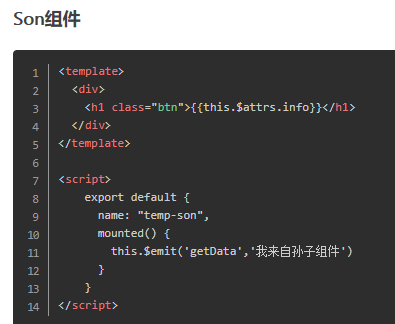 Son组件
1 <template>
2 <div>
3 <h1 class="btn">{{this.$attrs.info}}</h1>
4 </div>
5 </template>
6
7 <script>
8 export default {
9 name: "temp-son",
10 mounted() {
11 this.$emit('getData','我来自孙子组件')
12 }
13 }
14 </script>